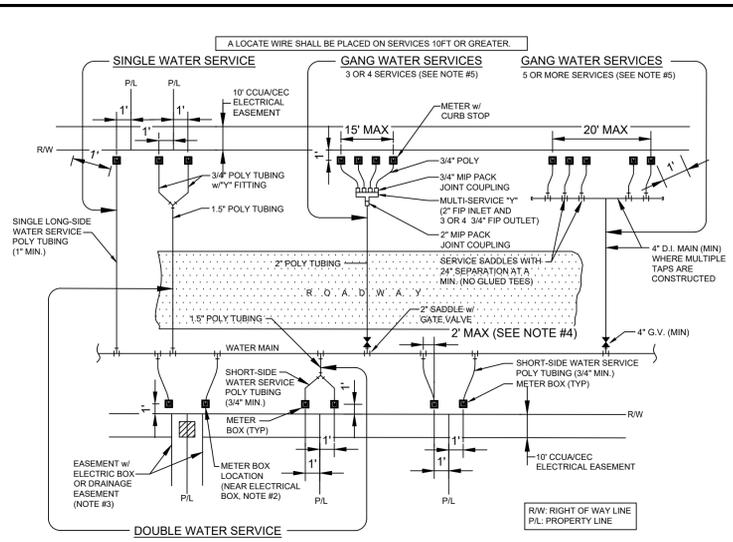 A LOCATE WIRE SHALL BE PLACED ON SERVICES 10FT OR GREATER.
SINGLE WATER SERVICE
GANG WATER SERVICES
3 OR 4 SERVICES (SEE NOTE #5)
GANG WATER SERVICES
5 OR MORE SERVICES (SEE NOTE #5)
P/L
P/L
1'
1'
10' CCUA/CEC
ELECTRICAL
EASEMENT
METER w/
CURB STOP
15' MAX
20' MAX
R/W
1'
1'
1'
3/4" POLY TUBING
w/"Y" FITTING
1.5" POLY TUBING
3/4" POLY
3/4" MIP PACK
JOINT COUPLING
MULTI-SERVICE "Y"
(2" FIP INLET AND
3 OR 4 3/4" FIP OUTLET)
2" MIP PACK
JOINT COUPLING
SINGLE LONG-SIDE
WATER SERVICE
POLY TUBING
(1" MIN.)
SERVICE SADDLES WITH
24" SEPARATION AT A
MIN. (NO GLUED TEES)
4" D.I. MAIN (MIN)
WHERE MULTIPLE
TAPS ARE
CONSTRUCTED
2" POLY TUBING
ROADWAY
1.5" POLY TUBING
2" SADDLE w/
GATE VALVE
2' MAX (SEE NOTE #4)
4" G.V. (MIN)
WATER MAIN
SHORT-SIDE
WATER SERVICE
POLY TUBING
(3/4" MIN.)
SHORT-SIDE WATER SERVICE
POLY TUBING (3/4" MIN.)
METER BOX (TYP)
1'
1'
1'
METER
BOX (TYP)
R/W
1'
1'
1'
1'
EASEMENT w/
ELECTRIC BOX
OR DRAINAGE
EASEMENT
(NOTE #3)
P/L
METER BOX
LOCATION
(NEAR ELECTRICAL
BOX, NOTE #2)
P/L
P/L
10' CCUA/CEC
ELECTRICAL EASEMENT
R/W: RIGHT OF WAY LINE
P/L: PROPERTY LINE
DOUBLE WATER SERVICE